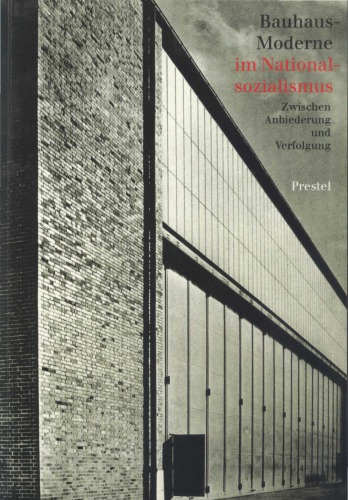 Bauhaus-
Moderne
im National-
sozialismus
Zwischen
Anbiederung
und
Verfolgung
Prestel